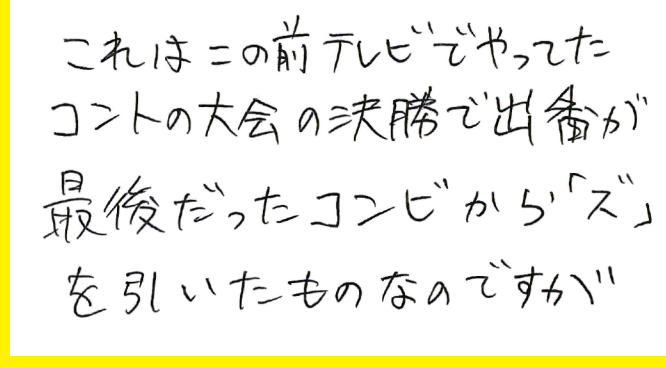 これはこの前テレビでやってた
コントの大会の決勝で出番が
最後だったコンビから「ズ」
を引いたものなのですが